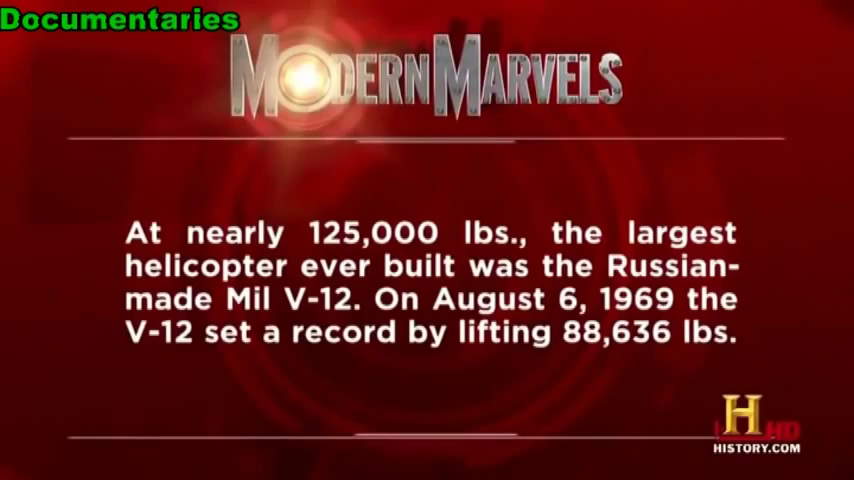 Documentaries
MODERN MARVELS
At nearly 125,000 lbs., the largest
helicopter ever built was the Russian-
made Mil V-12. On August 6, 1969 the
V-12 set a record by lifting 88,636 lbs.
H HD
HISTORY.COM